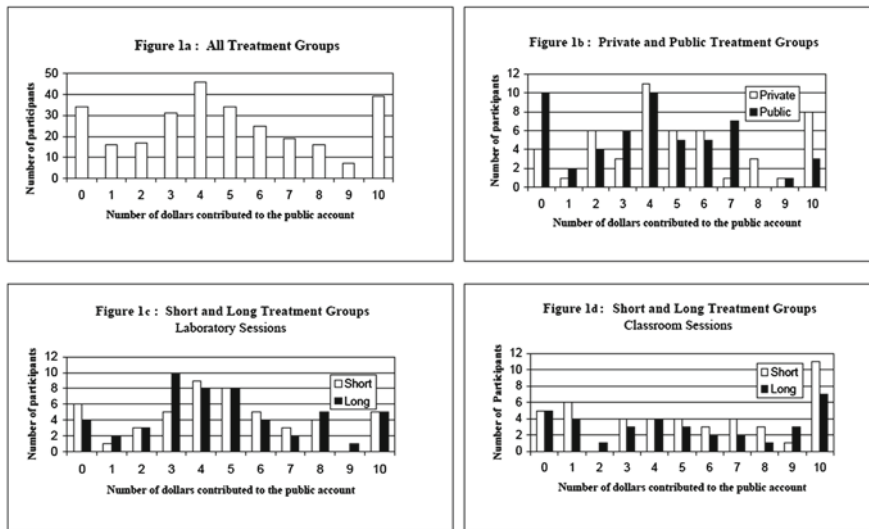 Figure 1a : All Treatment Groups
50
40
30
20
10
0
Number of participants
0 1 2 3 4 5 6 7 8 9 10
Number of dollars contributed to the public account
Figure 1b : Private and Public Treatment Groups
12
10
8
6
4
2
0
Number of participants
Private
Public
0 1 2 3 4 5 6 7 8 9 10
Number of dollars contributed to the public account
Figure 1c : Short and Long Treatment Groups
Laboratory Sessions
12
10
8
6
4
2
0
Number of participants
Short
Long
0 1 2 3 4 5 6 7 8 9 10
Number of dollars contributed to the public account
Figure 1d : Short and Long Treatment Groups
Classroom Sessions
12
10
8
6
4
2
0
Number of Participants
Short
Long
0 1 2 3 4 5 6 7 8 9 10
Number of dollars contributed to the public account